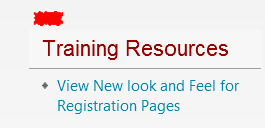 Training Resources
View New look and Feel for
Registration Pages